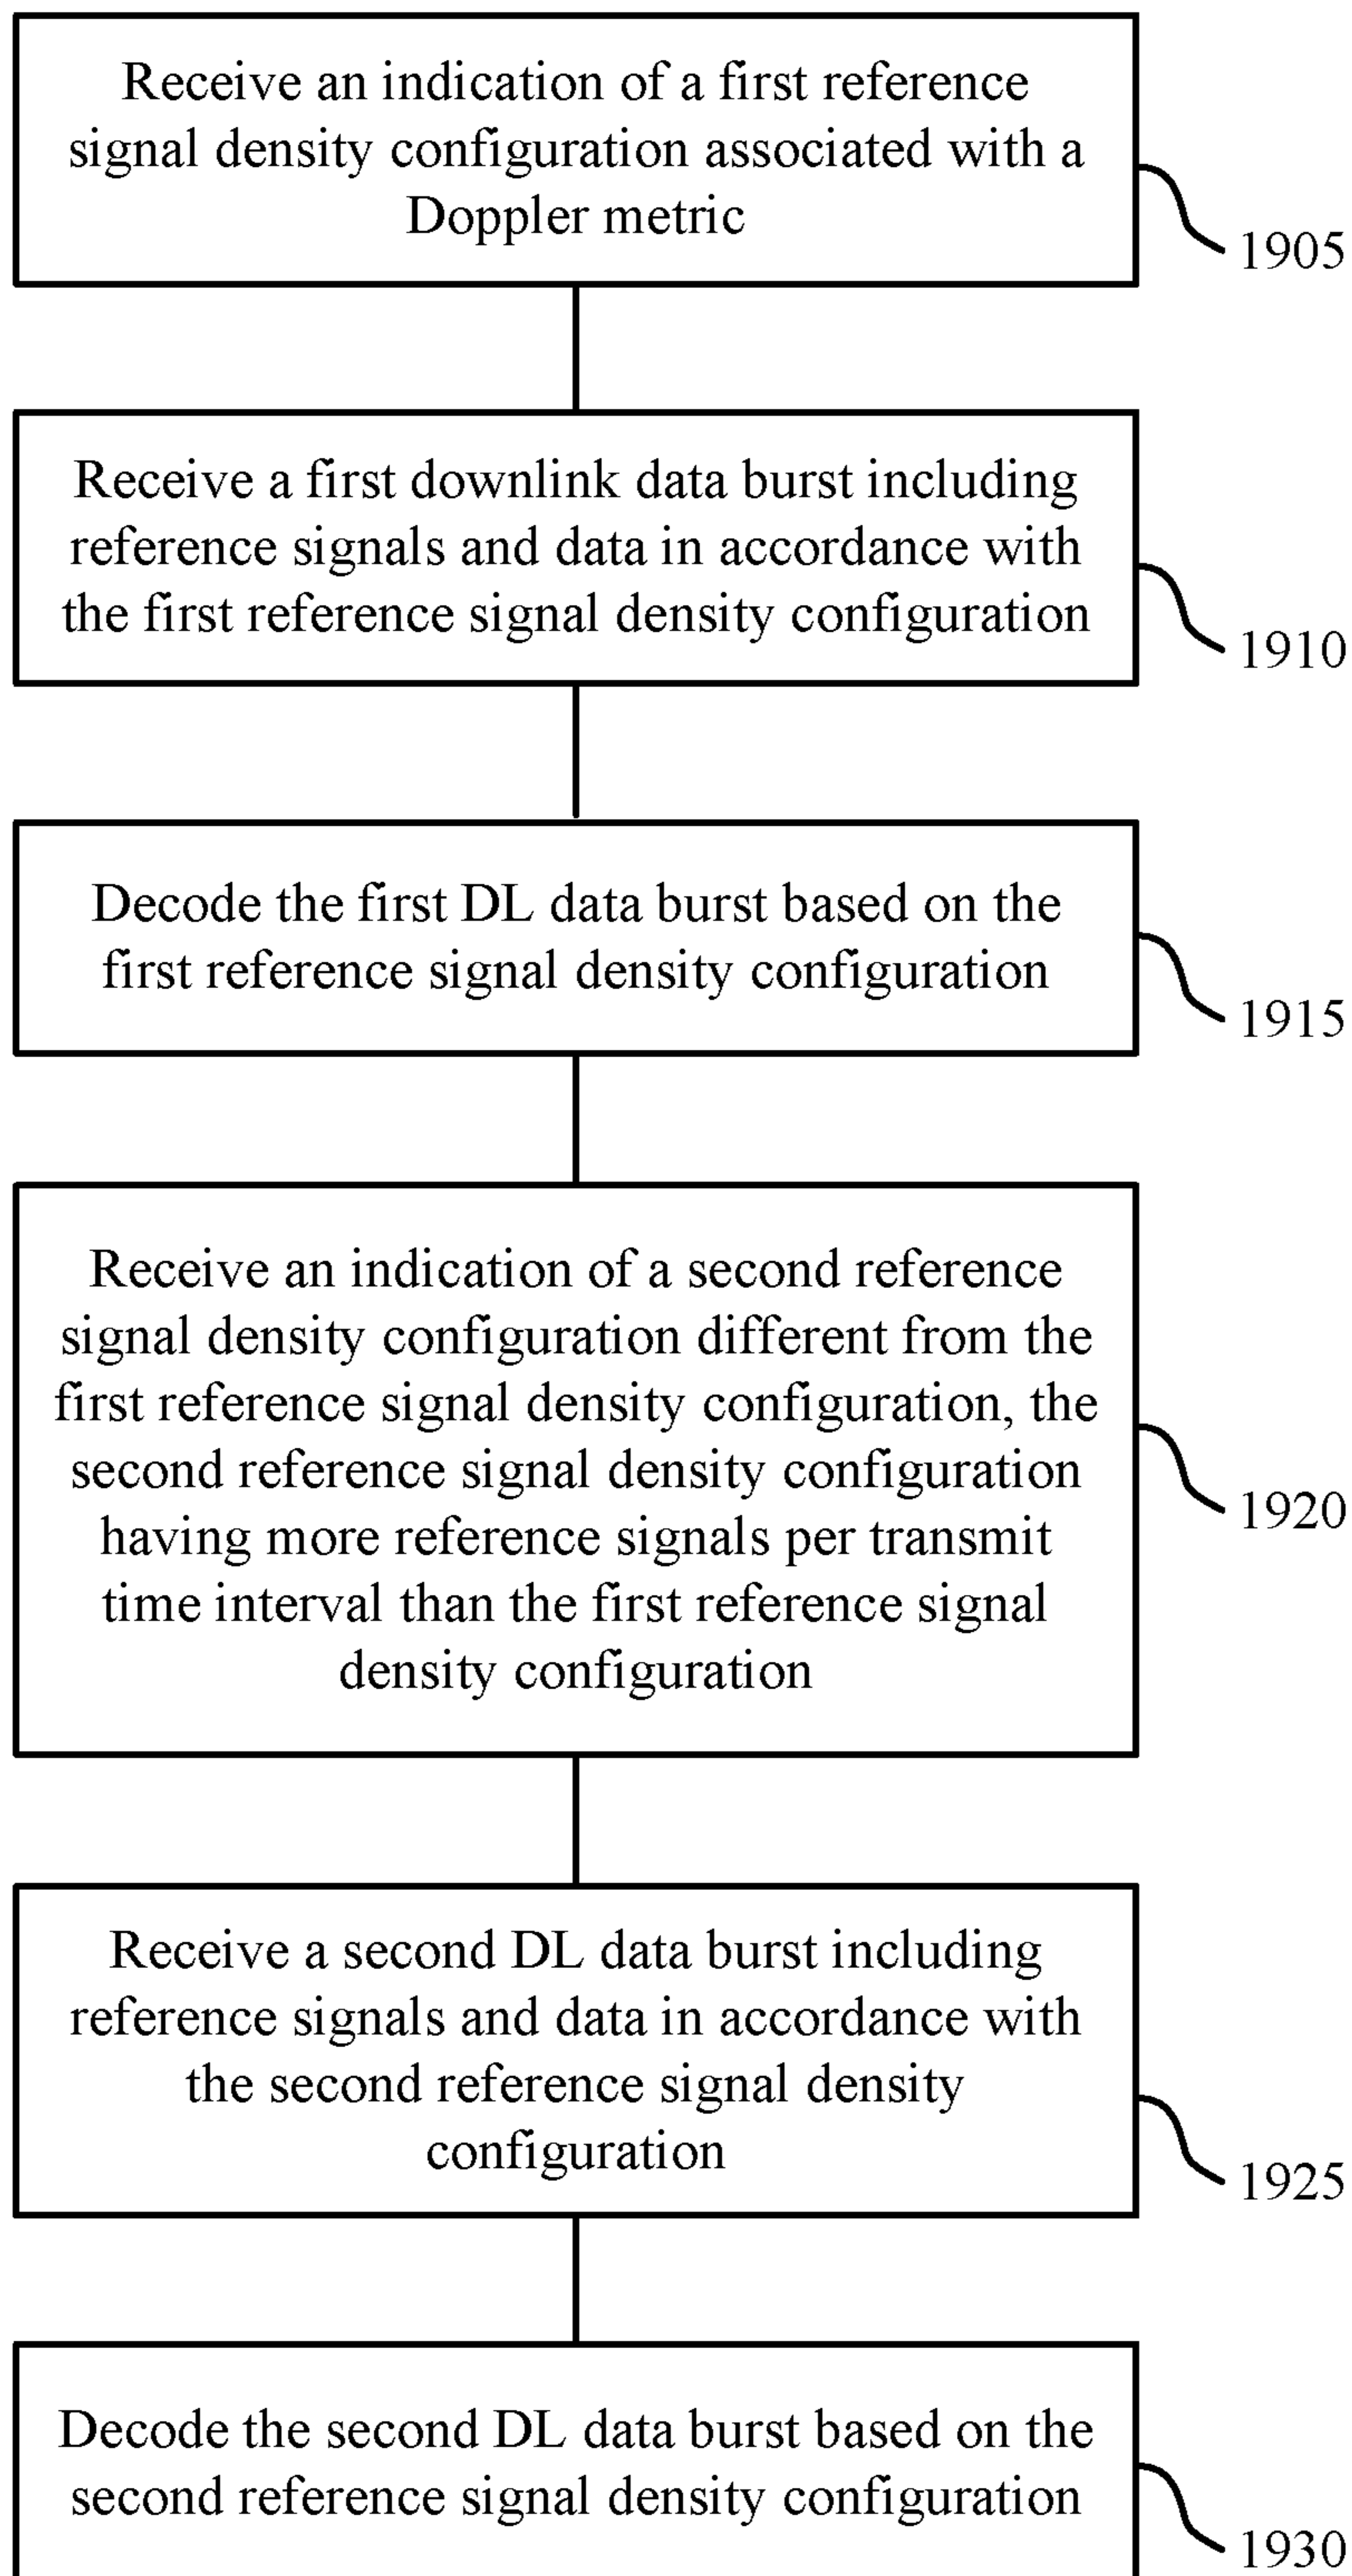 Receive an indication of a first reference
signal density configuration associated with a
Doppler metric
1905
Receive a first downlink data burst including
reference signals and data in accordance with
the first reference signal density configuration
1910
Decode the first DL data burst based on the
first reference signal density configuration
1915
Receive an indication of a second reference
signal density configuration different from the
first reference signal density configuration, the
second reference signal density configuration
having more reference signals per transmit
time interval than the first reference signal
density configuration
1920
Receive a second DL data burst including
reference signals and data in accordance with
the second reference signal density
configuration
1925
Decode the second DL data burst based on the
second reference signal density configuration
1930